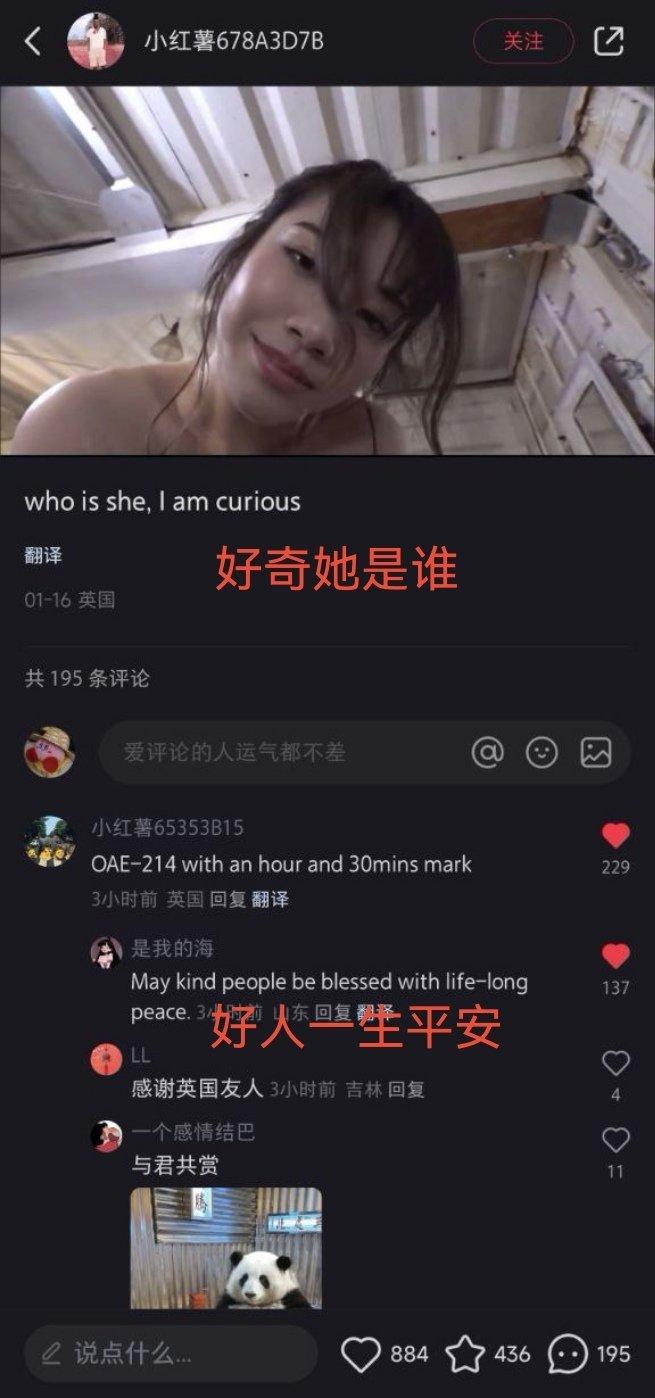 小红薯678A3D7B
关注
who is she, I am curious
翻译
好奇她是谁
01-16 英国
共 195 条评论
爱评论的人运气都不差
小红薯65353B15
OAE-214 with an hour and 30mins mark
229
3小时前 英国 回复 翻译
是我的海
May kind people be blessed with life-long
137
peace. 3小时前 山东 回复 翻译
好人一生平安
LL
感谢英国友人 3小时前 吉林 回复
4
一个感情结巴
与君共赏
11
说点什么...
884
436
195